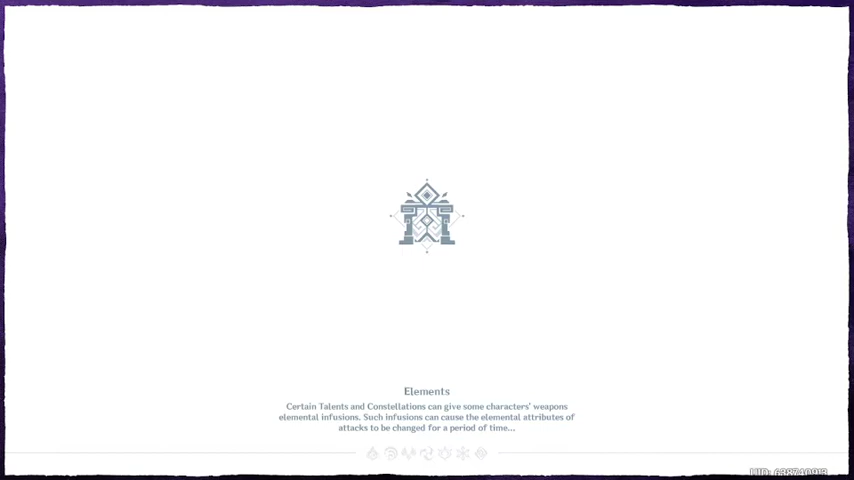 Elements
Certain Talents and Constellations can give some characters' weapons
elemental infusions. Such infusions can cause the elemental attributes of
attacks to be changed for a period of time...